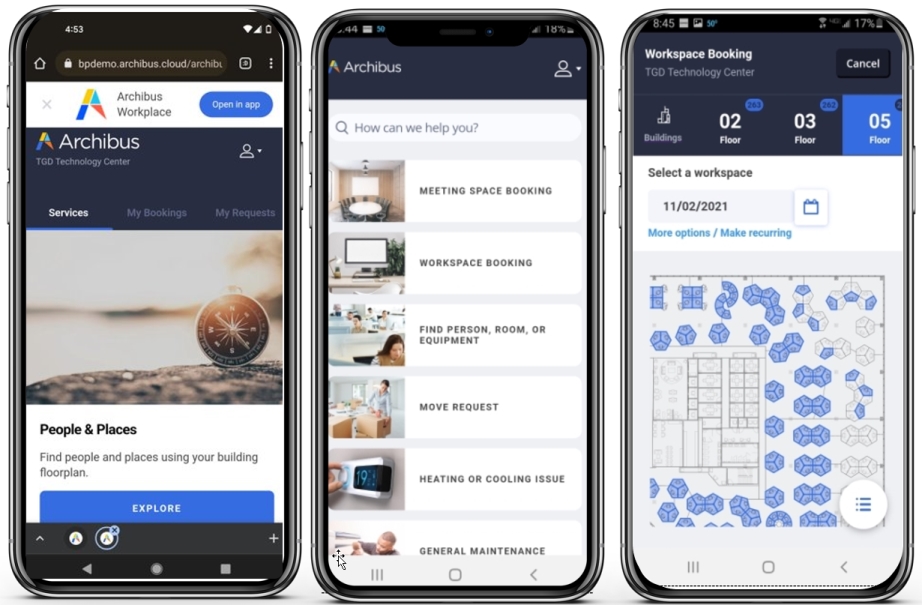 4:53
bpdemo.archibus.cloud/archibu
Archibus
Workplace
Open in app
Archibus
TGD Technology Center
Services
My Bookings
My Requests
People & Places
Find people and places using your building
floorplan.
EXPLORE
.44
50
18%
Archibus
How can we help you?
MEETING SPACE BOOKING
WORKSPACE BOOKING
FIND PERSON, ROOM, OR
EQUIPMENT
MOVE REQUEST
HEATING OR COOLING ISSUE
GENERAL MAINTENANCE
8:45
50°
17%
Workspace Booking
TGD Technology Center
Cancel
Buildings
263
02
Floor
262
03
Floor
05
Floor
Select a workspace
11/02/2021
More options / Make recurring